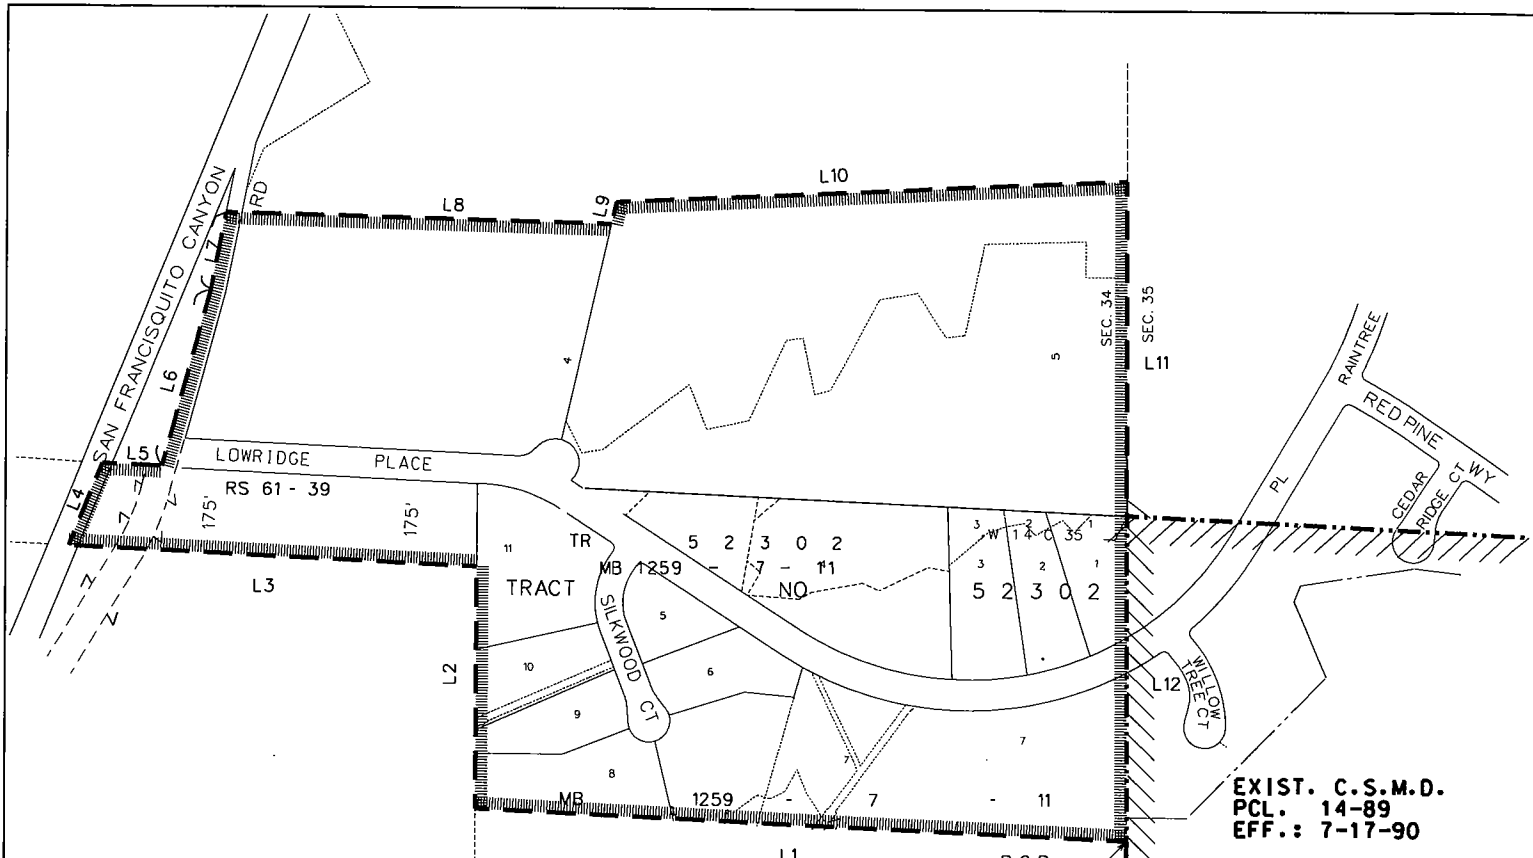 L10
L9
L8
RD
SAN FRANCISQUITO CANYON
L7
L6
L5
L4
LOWRIDGE PLACE
RS 61 - 39
175'
175'
L3
4
5
SEC. 34
SEC. 35
L11
RAINTREE
PL
RED PINE WY
CEDAR
RIDGE CT
3 2 1
W 14 0 35
TR 5 2 3 0 2
11
MB 1259 - 7 - 11
3 2 1
TRACT NO 5 2 3 0 2
SILKWOOD CT
5
10
6
L2
9
WILLOW
TREE CT
L12
7
7
8
MB 1259 - 7 - 11
EXIST. C.S.M.D.
PCL. 14-89
EFF.: 7-17-90
L1